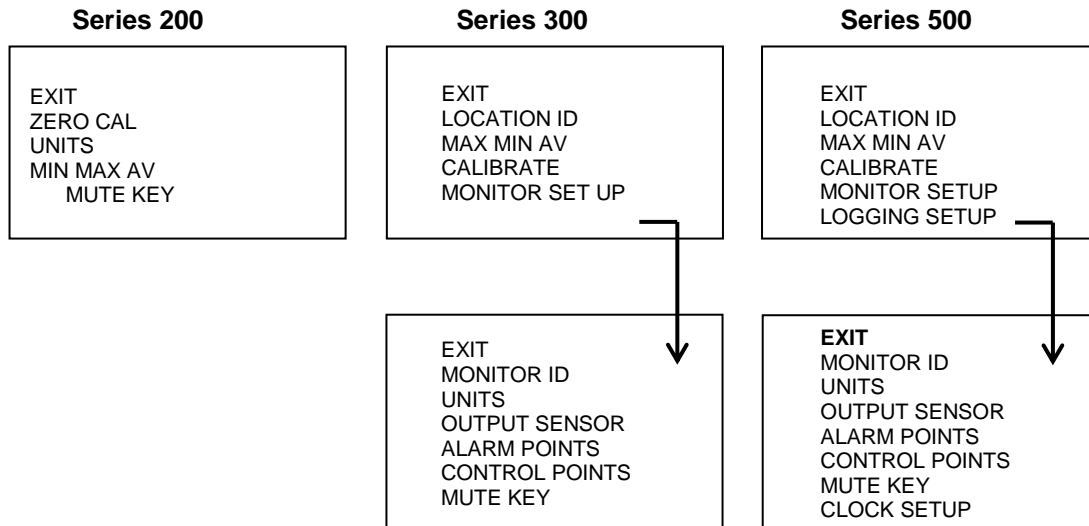 Series 200
EXIT
ZERO CAL
UNITS
MIN MAX AV
MUTE KEY
Series 300
EXIT
LOCATION ID
MAX MIN AV
CALIBRATE
MONITOR SET UP
EXIT
MONITOR ID
UNITS
OUTPUT SENSOR
ALARM POINTS
CONTROL POINTS
MUTE KEY
Series 500
EXIT
LOCATION ID
MAX MIN AV
CALIBRATE
MONITOR SETUP
LOGGING SETUP
EXIT
MONITOR ID
UNITS
OUTPUT SENSOR
ALARM POINTS
CONTROL POINTS
MUTE KEY
CLOCK SETUP